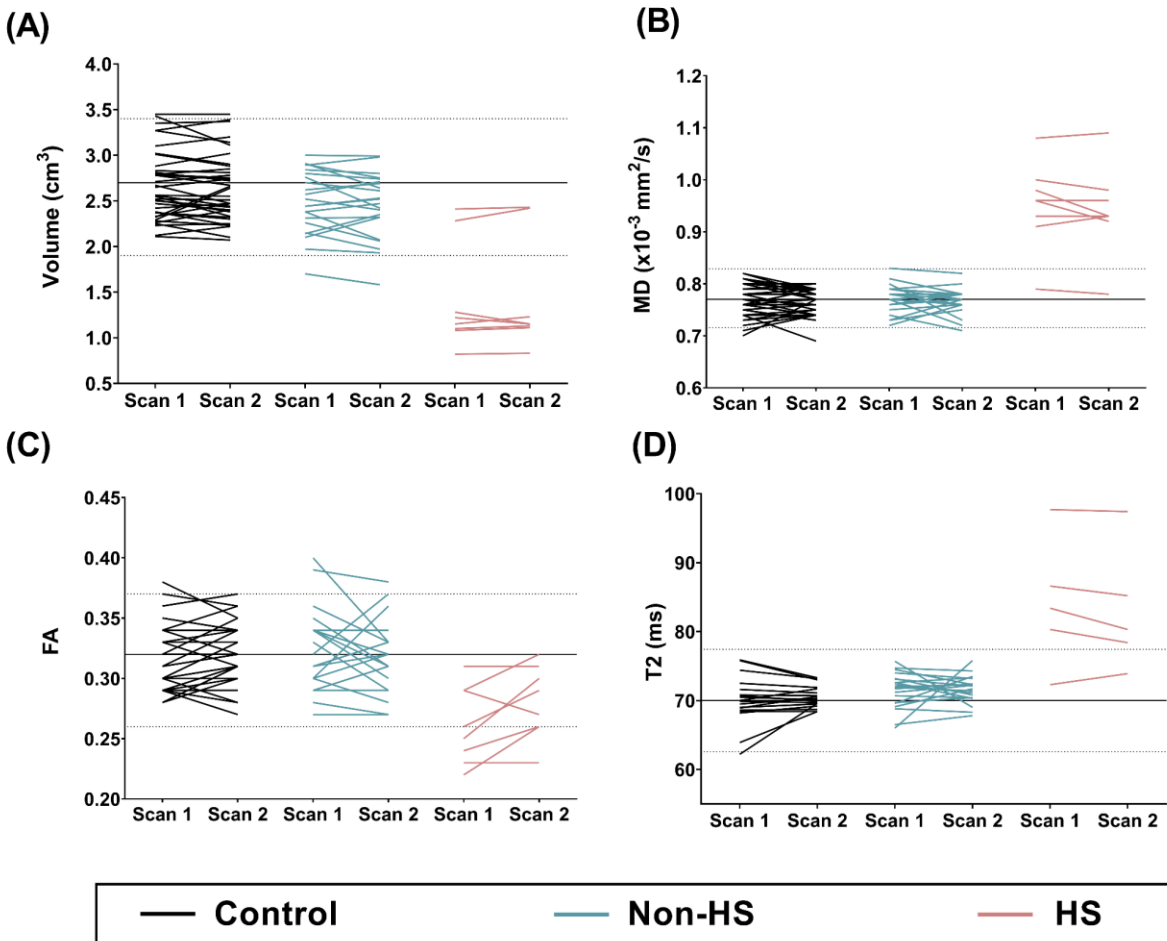 (A)
Volume (cm³)
4.0
3.5
3.0
2.5
2.0
1.5
1.0
0.5
Scan 1 Scan 2 Scan 1 Scan 2 Scan 1 Scan 2
(B)
MD (x10⁻³ mm²/s)
1.2
1.1
1.0
0.9
0.8
0.7
0.6
Scan 1 Scan 2 Scan 1 Scan 2 Scan 1 Scan 2
(C)
FA
0.45
0.40
0.35
0.30
0.25
0.20
Scan 1 Scan 2 Scan 1 Scan 2 Scan 1 Scan 2
(D)
T2 (ms)
100
90
80
70
60
Scan 1 Scan 2 Scan 1 Scan 2 Scan 1 Scan 2
Control Non-HS HS